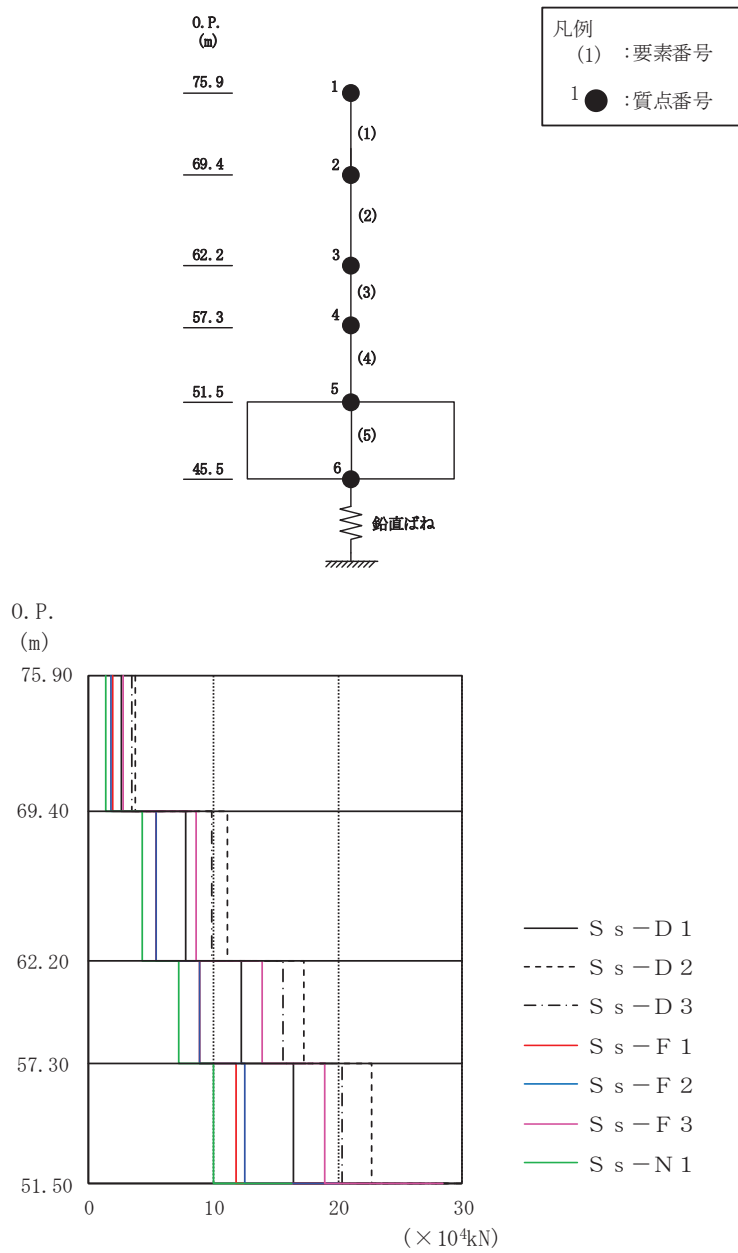 O.P.
(m)
凡例
(1) :要素番号
1 :質点番号
75.9
1
(1)
69.4
2
(2)
62.2
3
(3)
57.3
4
(4)
51.5
5
(5)
45.5
6
鉛直ばね
O.P.
(m)
75.90
69.40
62.20
57.30
51.50
0 10 20 30
(×10⁴kN)
Ss-D1
Ss-D2
Ss-D3
Ss-F1
Ss-F2
Ss-F3
Ss-N1